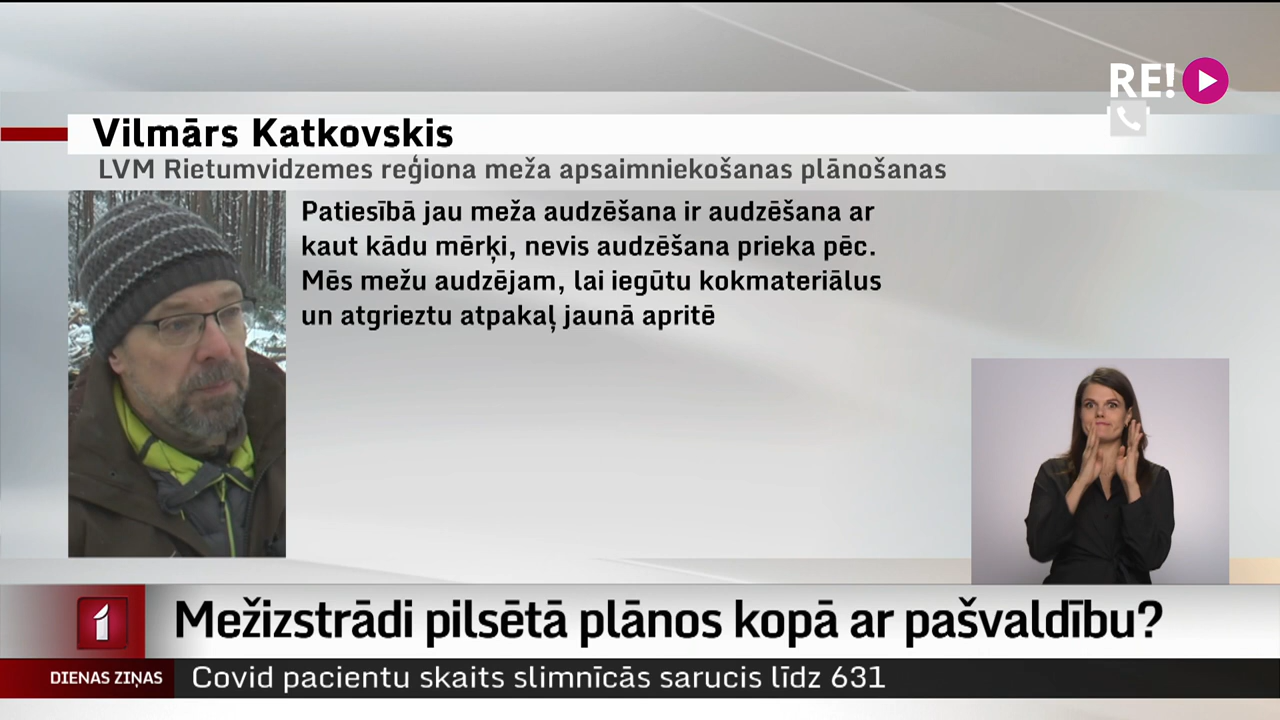 RE!
Vilmārs Katkovskis
LVM Rietumvidzemes reģiona meža apsaimniekošanas plānošanas
Patiesībā jau meža audzēšana ir audzēšana ar
kaut kādu mērķi, nevis audzēšana prieka pēc.
Mēs mežu audzējam, lai iegūtu kokmateriālus
un atgrieztu atpakaļ jaunā apritē
1
Mežizstrādi pilsētā plānos kopā ar pašvaldību?
DIENAS ZIŅAS
Covid pacientu skaits slimnīcās sarucis līdz 631